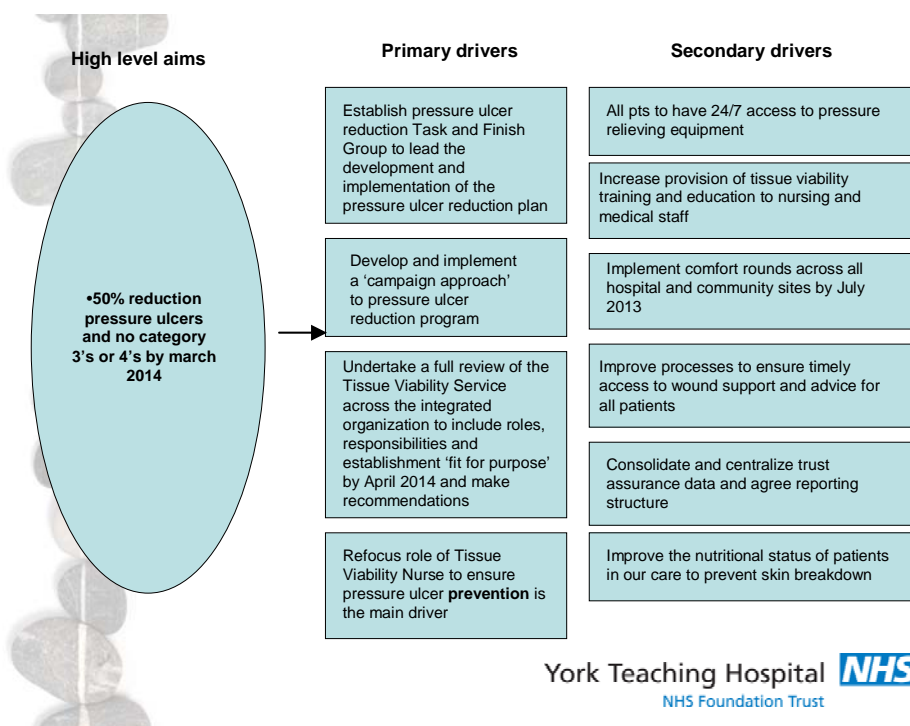 High level aims
•50% reduction
pressure ulcers
and no category
3's or 4's by march
2014
Primary drivers
Establish pressure ulcer
reduction Task and Finish
Group to lead the
development and
implementation of the
pressure ulcer reduction plan
Develop and implement
a ‘campaign approach’
to pressure ulcer
reduction program
Undertake a full review of the
Tissue Viability Service
across the integrated
organization to include roles,
responsibilities and
establishment ‘fit for purpose’
by April 2014 and make
recommendations
Refocus role of Tissue
Viability Nurse to ensure
pressure ulcer prevention is
the main driver
Secondary drivers
All pts to have 24/7 access to pressure
relieving equipment
Increase provision of tissue viability
training and education to nursing and
medical staff
Implement comfort rounds across all
hospital and community sites by July
2013
Improve processes to ensure timely
access to wound support and advice for
all patients
Consolidate and centralize trust
assurance data and agree reporting
structure
Improve the nutritional status of patients
in our care to prevent skin breakdown
York Teaching Hospital NHS
NHS Foundation Trust